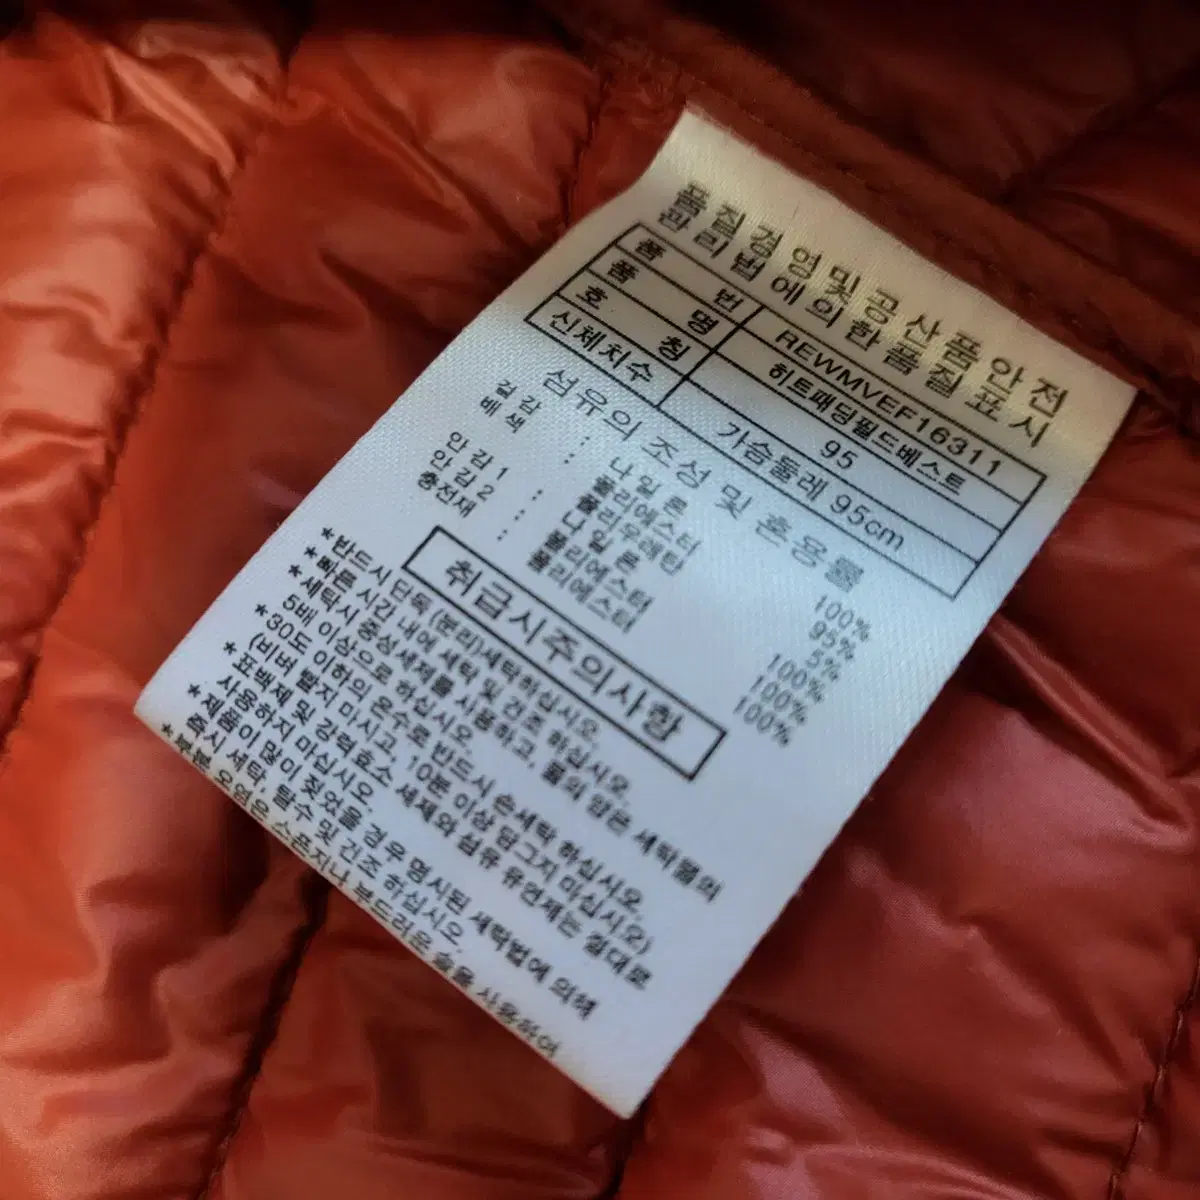 품질경영및공산품안전
관리법에의한품질표시
품 번 REWMVEF16311
품 명 히트패딩필드베스트
호 칭 95
신체치수 가슴둘레 95cm
섬유의 조성 및 혼용률
겉감 : 나 일 론 100%
배색 : 폴리에스터 95%
폴리우레탄 5%
안감1 : 나 일 론 100%
안감2 : 폴리에스터 100%
충전재 : 폴리에스터 100%
취급시주의사항
*반드시 단독(분리)세탁하십시오.
*빠른 시간 내에 세탁 및 건조 하십시오.
*세탁시 중성세제를 사용하고, 물의 양은 세탁물의
5배 이상으로 하십시오.
*30도 이하의 온수로 반드시 손세탁 하십시오.
(비벼 빨지 마시고, 10분 이상 담그지 마십시오)
*표백제 및 강력효소 세제와 섬유 유연제는 절대로
사용하지 마십시오.
*제품이 많이 젖었을 경우 명시된 세탁법에 의해
즉시 세탁, 탈수 및 건조 하십시오.
*부분 오염은 스폰지나 부드러운 솔을 사용하여